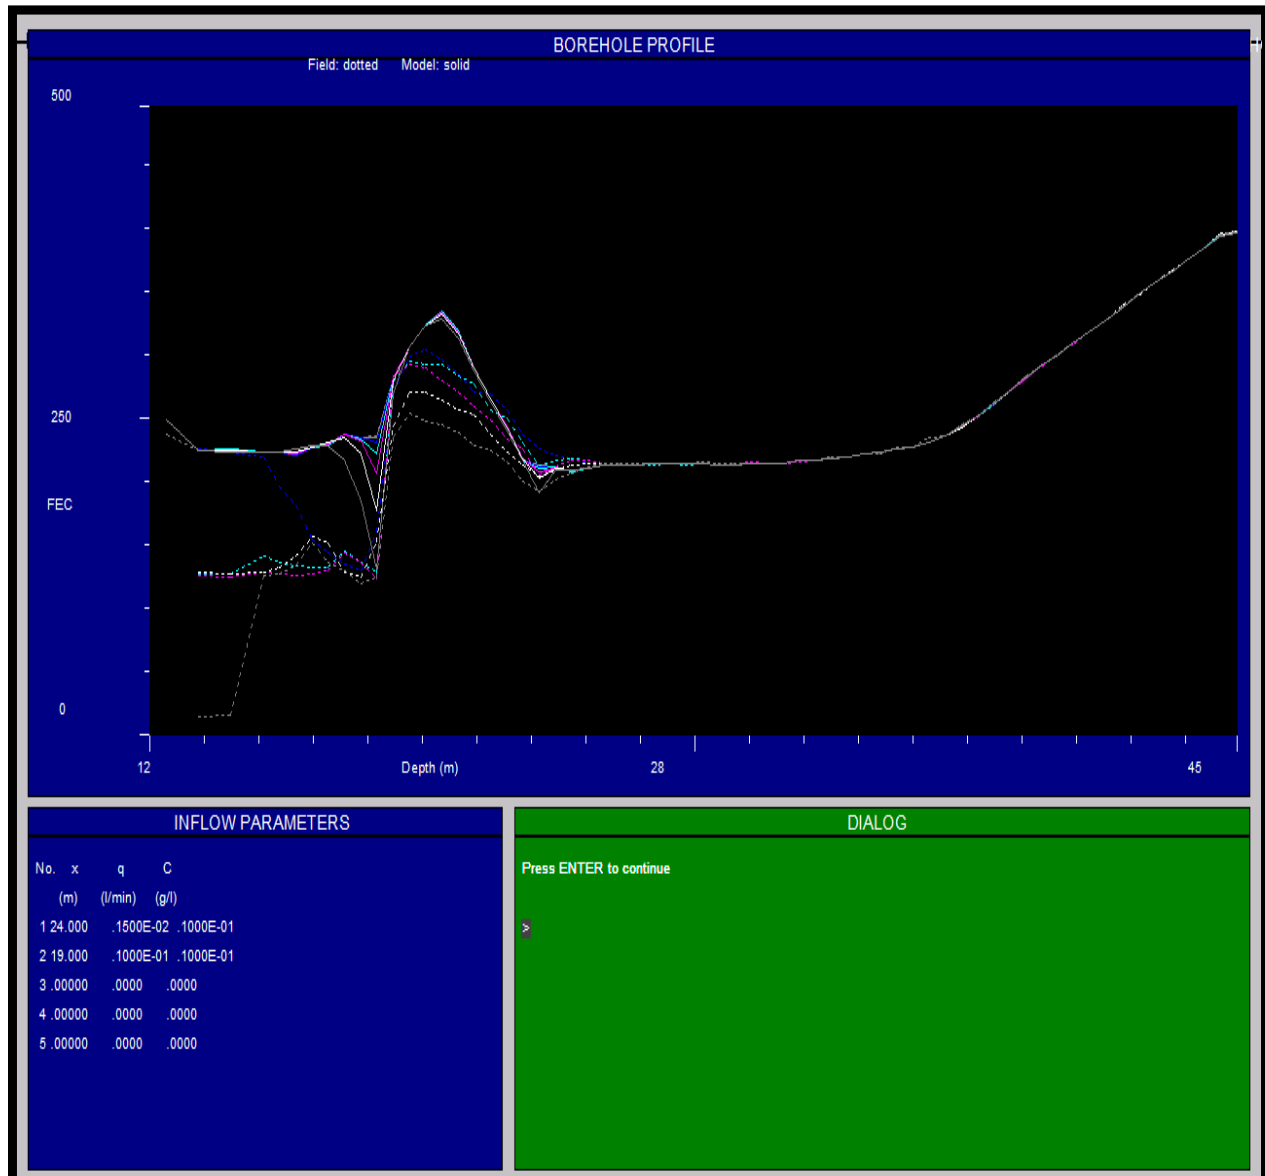 BOREHOLE PROFILE
Field: dotted Model: solid
500
250
FEC
0
12 Depth (m) 28 45
INFLOW PARAMETERS
No. x q C
(m) (l/min) (g/l)
1 24.000 .1500E-02 .1000E-01
2 19.000 .1000E-01 .1000E-01
3 .00000 .0000 .0000
4 .00000 .0000 .0000
5 .00000 .0000 .0000
DIALOG
Press ENTER to continue
>